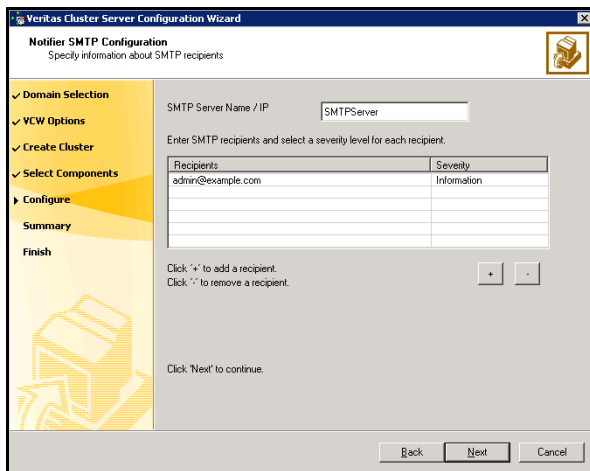 Veritas Cluster Server Configuration Wizard
Notifier SMTP Configuration
Specify information about SMTP recipients
Domain Selection
VCW Options
Create Cluster
Select Components
Configure
Summary
Finish
SMTP Server Name / IP
SMTPServer
Enter SMTP recipients and select a severity level for each recipient.
Recipients Severity
admin@example.com Information
Click '+' to add a recipient.
Click '-' to remove a recipient.
+ -
Click 'Next' to continue.
Back Next Cancel